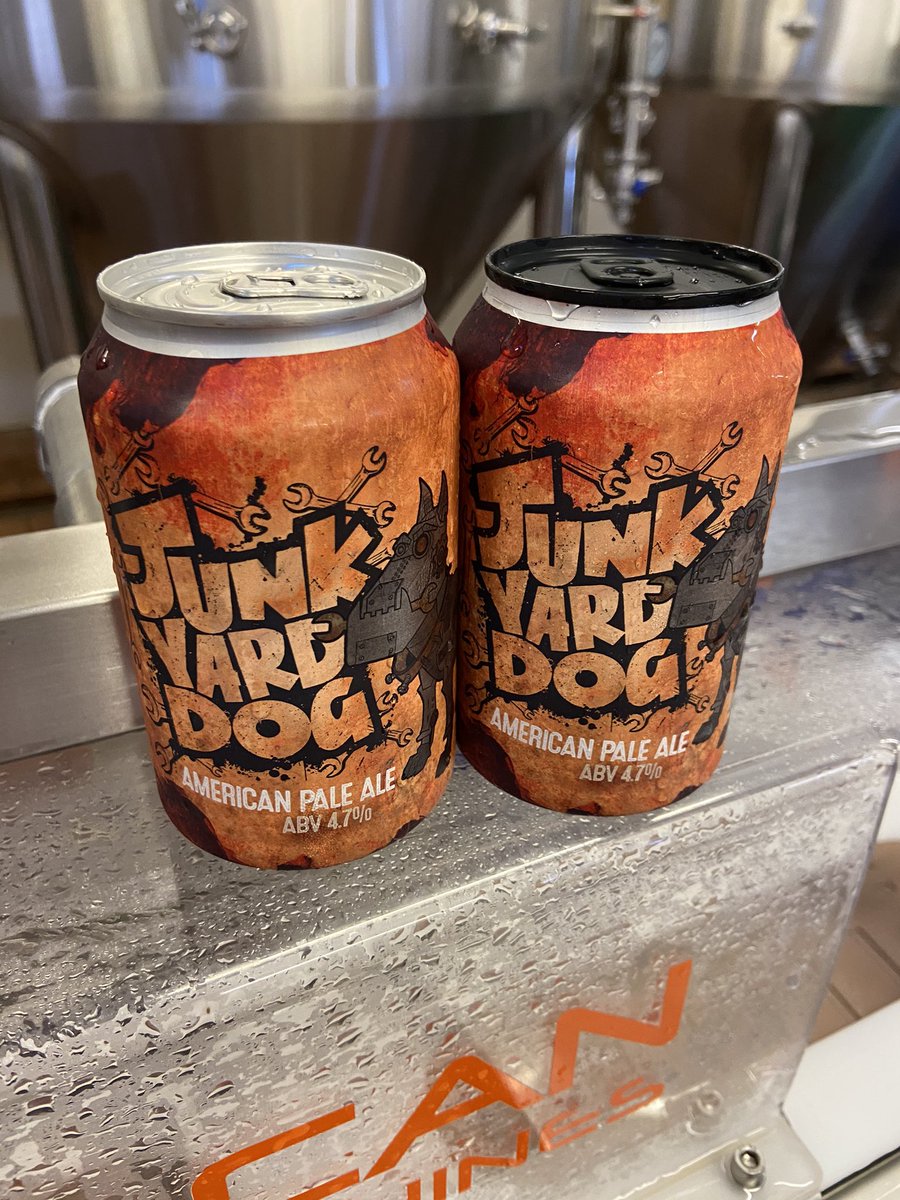 JUNK
YARD
DOG
AMERICAN PALE ALE
ABV 4.7%
JUNK
YARD
DOG
AMERICAN PALE ALE
ABV 4.7%
CAN